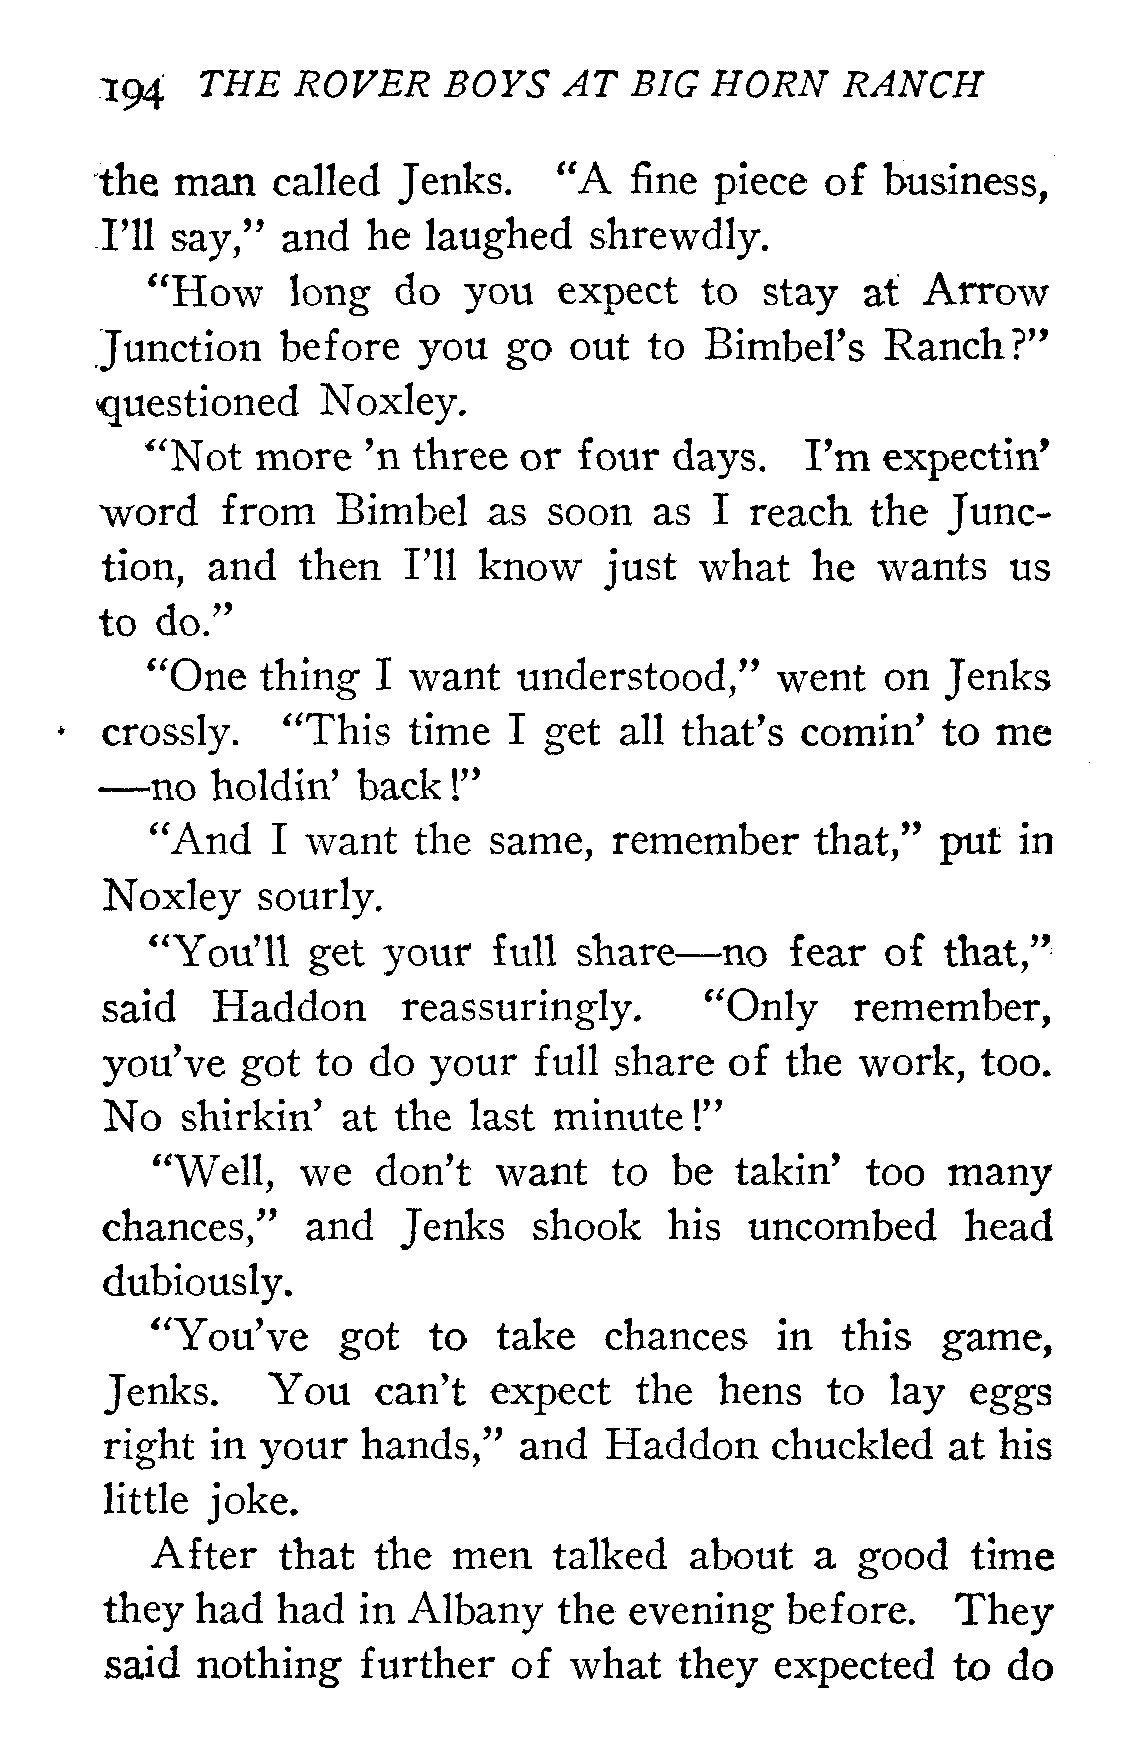 194 THE ROVER BOYS AT BIG HORN RANCH
the man called Jenks. “A fine piece of business,
I’ll say,” and he laughed shrewdly.
“How long do you expect to stay at Arrow
Junction before you go out to Bimbel’s Ranch?”
questioned Noxley.
“Not more ’n three or four days. I’m expectin’
word from Bimbel as soon as I reach the Junc-
tion, and then I’ll know just what he wants us
to do.”
“One thing I want understood,” went on Jenks
crossly. “This time I get all that’s comin’ to me
—no holdin’ back!”
“And I want the same, remember that,” put in
Noxley sourly.
“You’ll get your full share—no fear of that,”
said Haddon reassuringly. “Only remember,
you’ve got to do your full share of the work, too.
No shirkin’ at the last minute!”
“Well, we don’t want to be takin’ too many
chances,” and Jenks shook his uncombed head
dubiously.
“You’ve got to take chances in this game,
Jenks. You can’t expect the hens to lay eggs
right in your hands,” and Haddon chuckled at his
little joke.
After that the men talked about a good time
they had had in Albany the evening before. They
said nothing further of what they expected to do